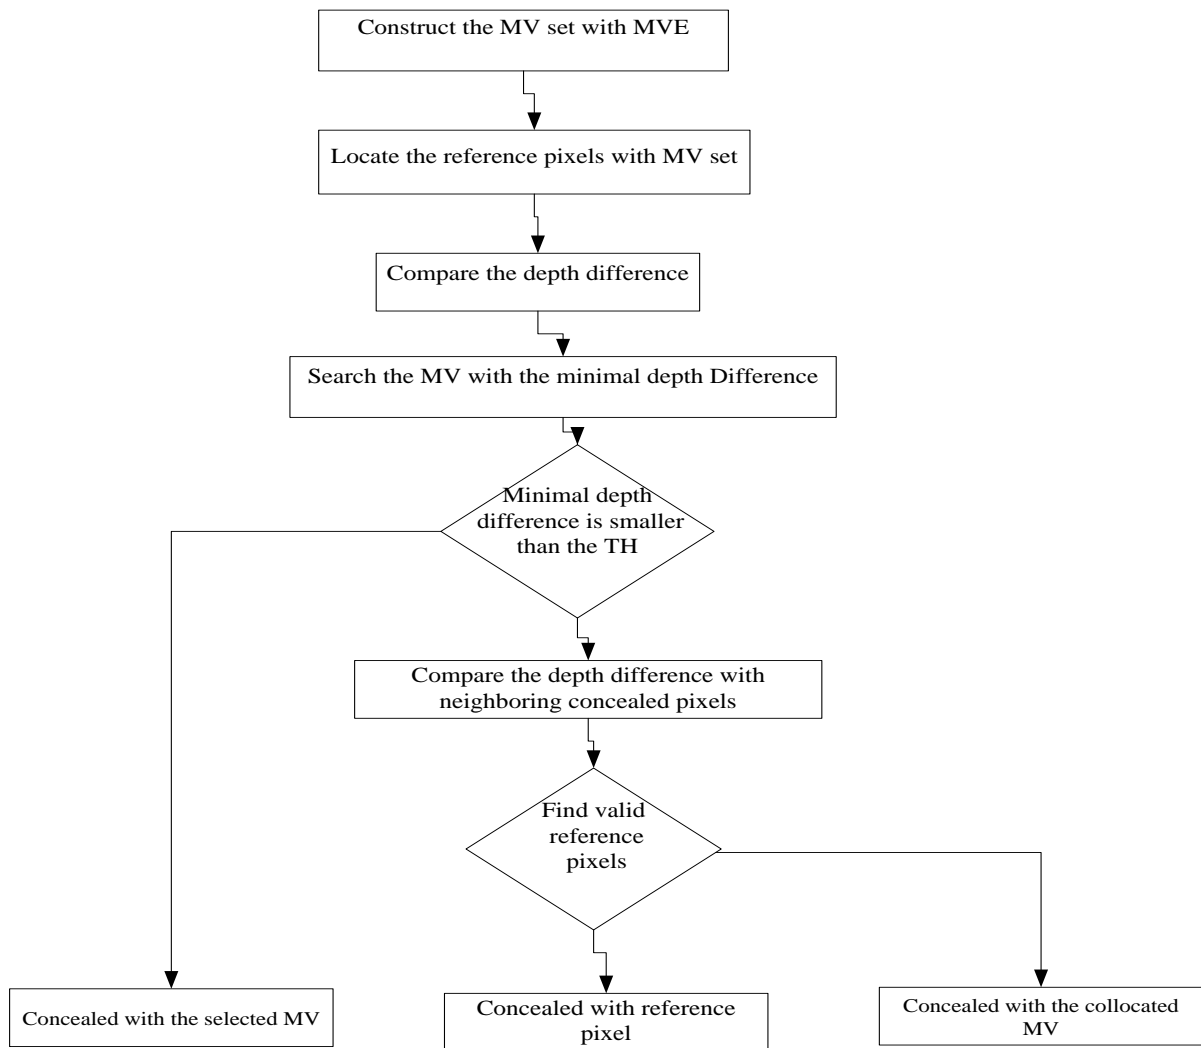 Construct the MV set with MVE
Locate the reference pixels with MV set
Compare the depth difference
Search the MV with the minimal depth Difference
Minimal depth
difference is smaller
than the TH
Compare the depth difference with
neighboring concealed pixels
Find valid
reference
pixels
Concealed with the selected MV
Concealed with reference
pixel
Concealed with the collocated
MV